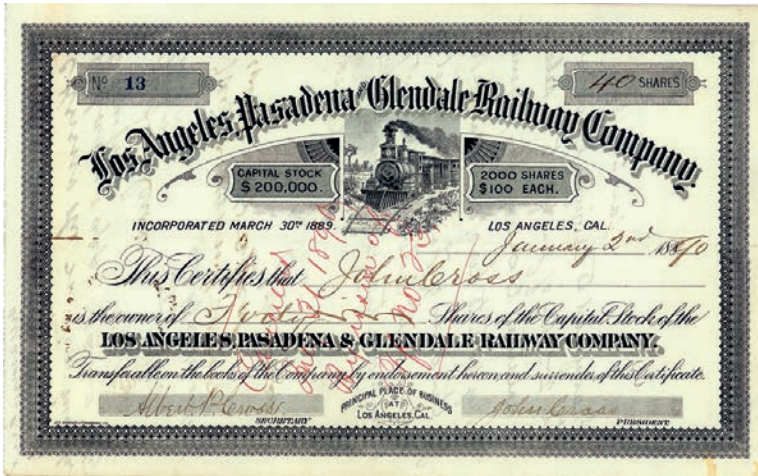 No 13
40 SHARES
Los Angeles, Pasadena and Glendale Railway Company.
CAPITAL STOCK
$ 200,000.
2000 SHARES
$100 EACH.
INCORPORATED MARCH 30TH 1889.
LOS ANGELES, CAL.
January 2nd 1890
This Certifies that John Cross
is the owner of Forty Shares of the Capital Stock of the
LOS ANGELES, PASADENA & GLENDALE RAILWAY COMPANY.
Transferable on the books of the Company by endorsement hereon and surrender of this Certificate.
Albert P. Cross
SECRETARY
PRINCIPAL PLACE OF BUSINESS
AT
LOS ANGELES, CAL.
John Cross
PRESIDENT